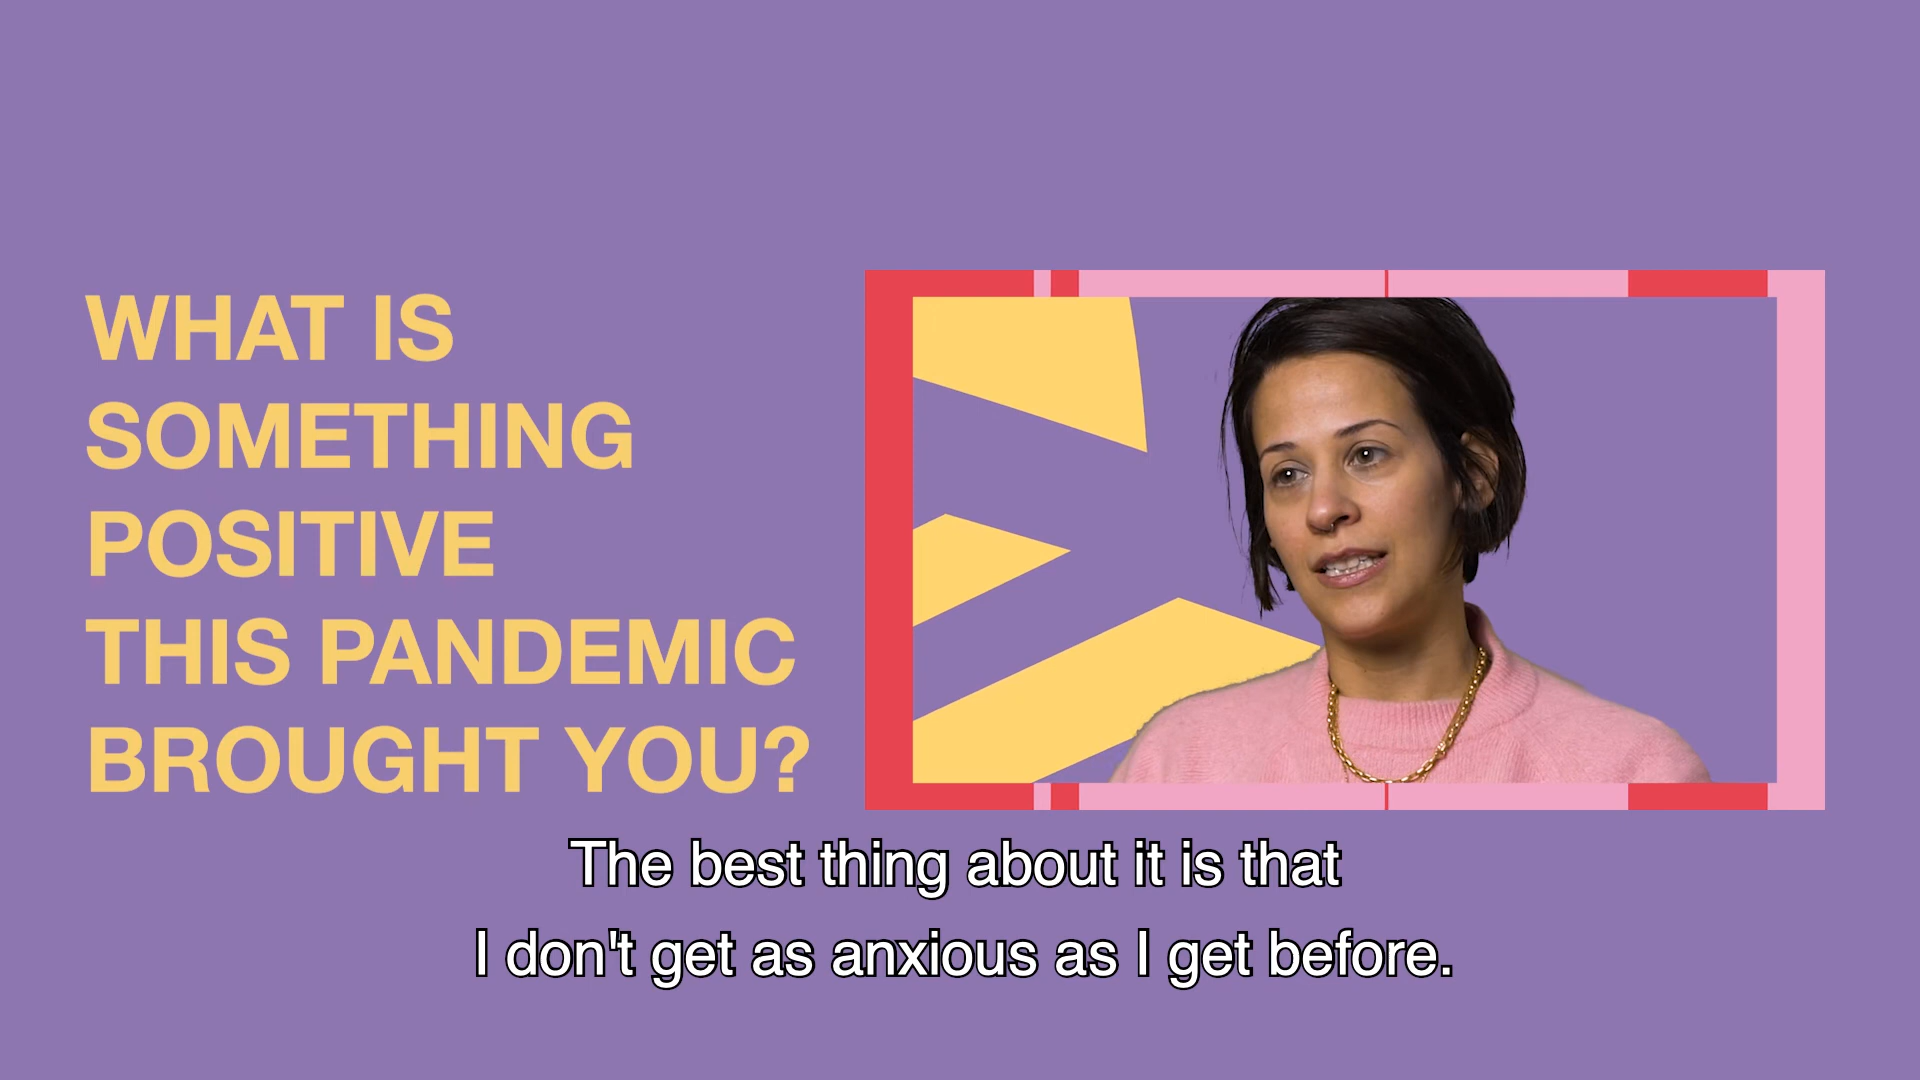 WHAT IS
SOMETHING
POSITIVE
THIS PANDEMIC
BROUGHT YOU?
The best thing about it is that
I don't get as anxious as I get before.